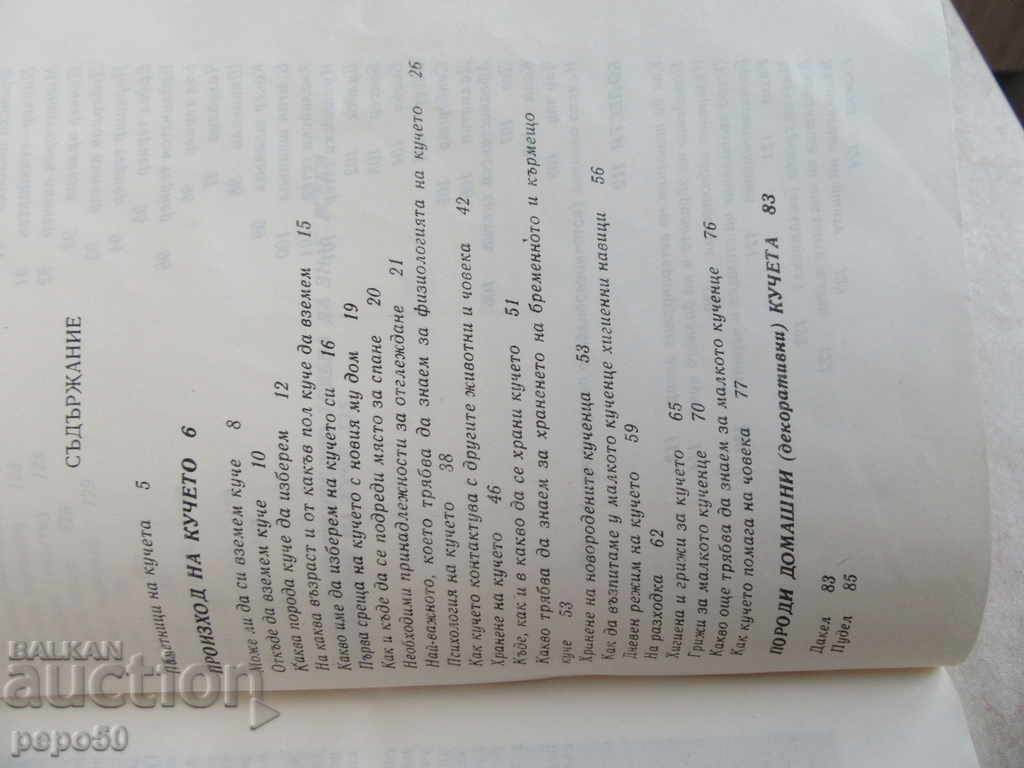 СЪДЪРЖАНИЕ
Паметници на кучета 5
ПРОИЗХОД НА КУЧЕТО 6
Може ли да си вземем куче 8
Откъде да вземем куче 10
Каква порода куче да изберем 12
На каква възраст и от какъв пол куче да вземем 15
Какво име да изберем на кучето си 16
Първа среща на кучето с новия му дом 19
Как и къде да се подреди място за спане 20
Необходими принадлежности за отглеждане 21
Най-важното, което трябва да знаем за физиологията на кучето 26
Психология на кучето 38
Как кучето контактува с другите животни и човека 42
Хранене на кучето 46
Къде, как и в какво да се храни кучето 51
Какво трябва да знаем за храненето на бременното и кърмещо
куче 53
Хранене на новородените кученца 53
Как да възпитаме у малкото кученце хигиенни навици 56
Дневен режим на кучето 59
На разходка 62
Хигиена и грижи за кучето 65
Грижи за малкото кученце 70
Какво още трябва да знаем за малкото кученце 76
Как кучето помага на човека 77
ПОРОДИ ДОМАШНИ (декоративни) КУЧЕТА 83
Дакел 83
Пудел 85
BALKAN
auction
pepo50